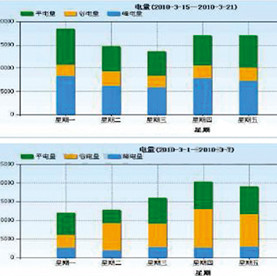 电量(2010-3-15--2010-3-21)
平电量 谷电量 峰电量
星期一 星期二 星期三 星期四 星期五
星期
电量(2010-3-1--2010-3-7)
平电量 谷电量 峰电量
星期一 星期二 星期三 星期四 星期五
星期